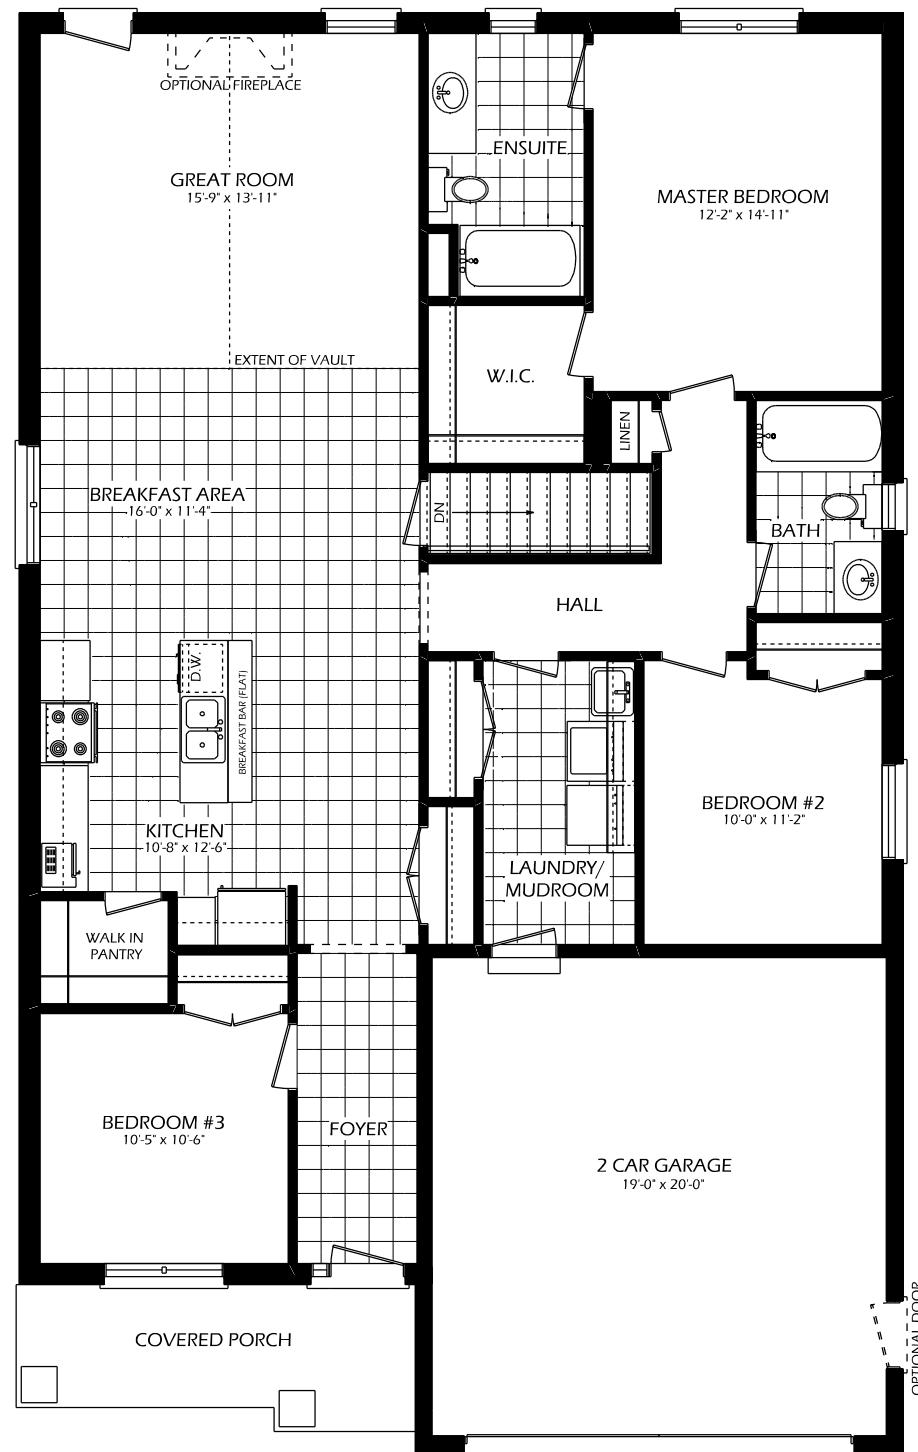 OPTIONAL FIREPLACE
GREAT ROOM
15'-9" x 13'-11"
ENSUITE
MASTER BEDROOM
12'-2" x 14'-11"
EXTENT OF VAULT
W.I.C.
LINEN
BREAKFAST AREA
16'-0" x 11'-4"
DN
BATH
HALL
D.W.
BREAKFAST BAR (FLAT)
KITCHEN
10'-8" x 12'-6"
BEDROOM #2
10'-0" x 11'-2"
LAUNDRY/
MUDROOM
WALK IN
PANTRY
BEDROOM #3
10'-5" x 10'-6"
FOYER
2 CAR GARAGE
19'-0" x 20'-0"
COVERED PORCH
OPTIONAL DOOR